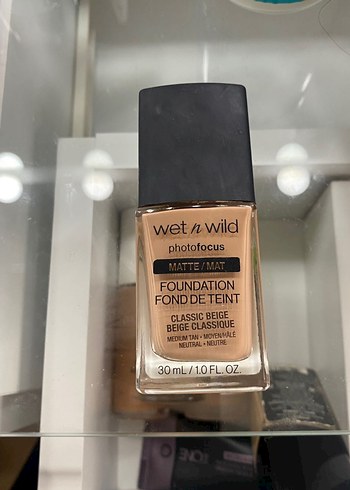 wet n wild
photofocus
MATTE / MAT
FOUNDATION
FOND DE TEINT
CLASSIC BEIGE
BEIGE CLASSIQUE
MEDIUM TAN • MOYEN/HÂLÉ
NEUTRAL • NEUTRE
30 mL / 1.0 FL. OZ.